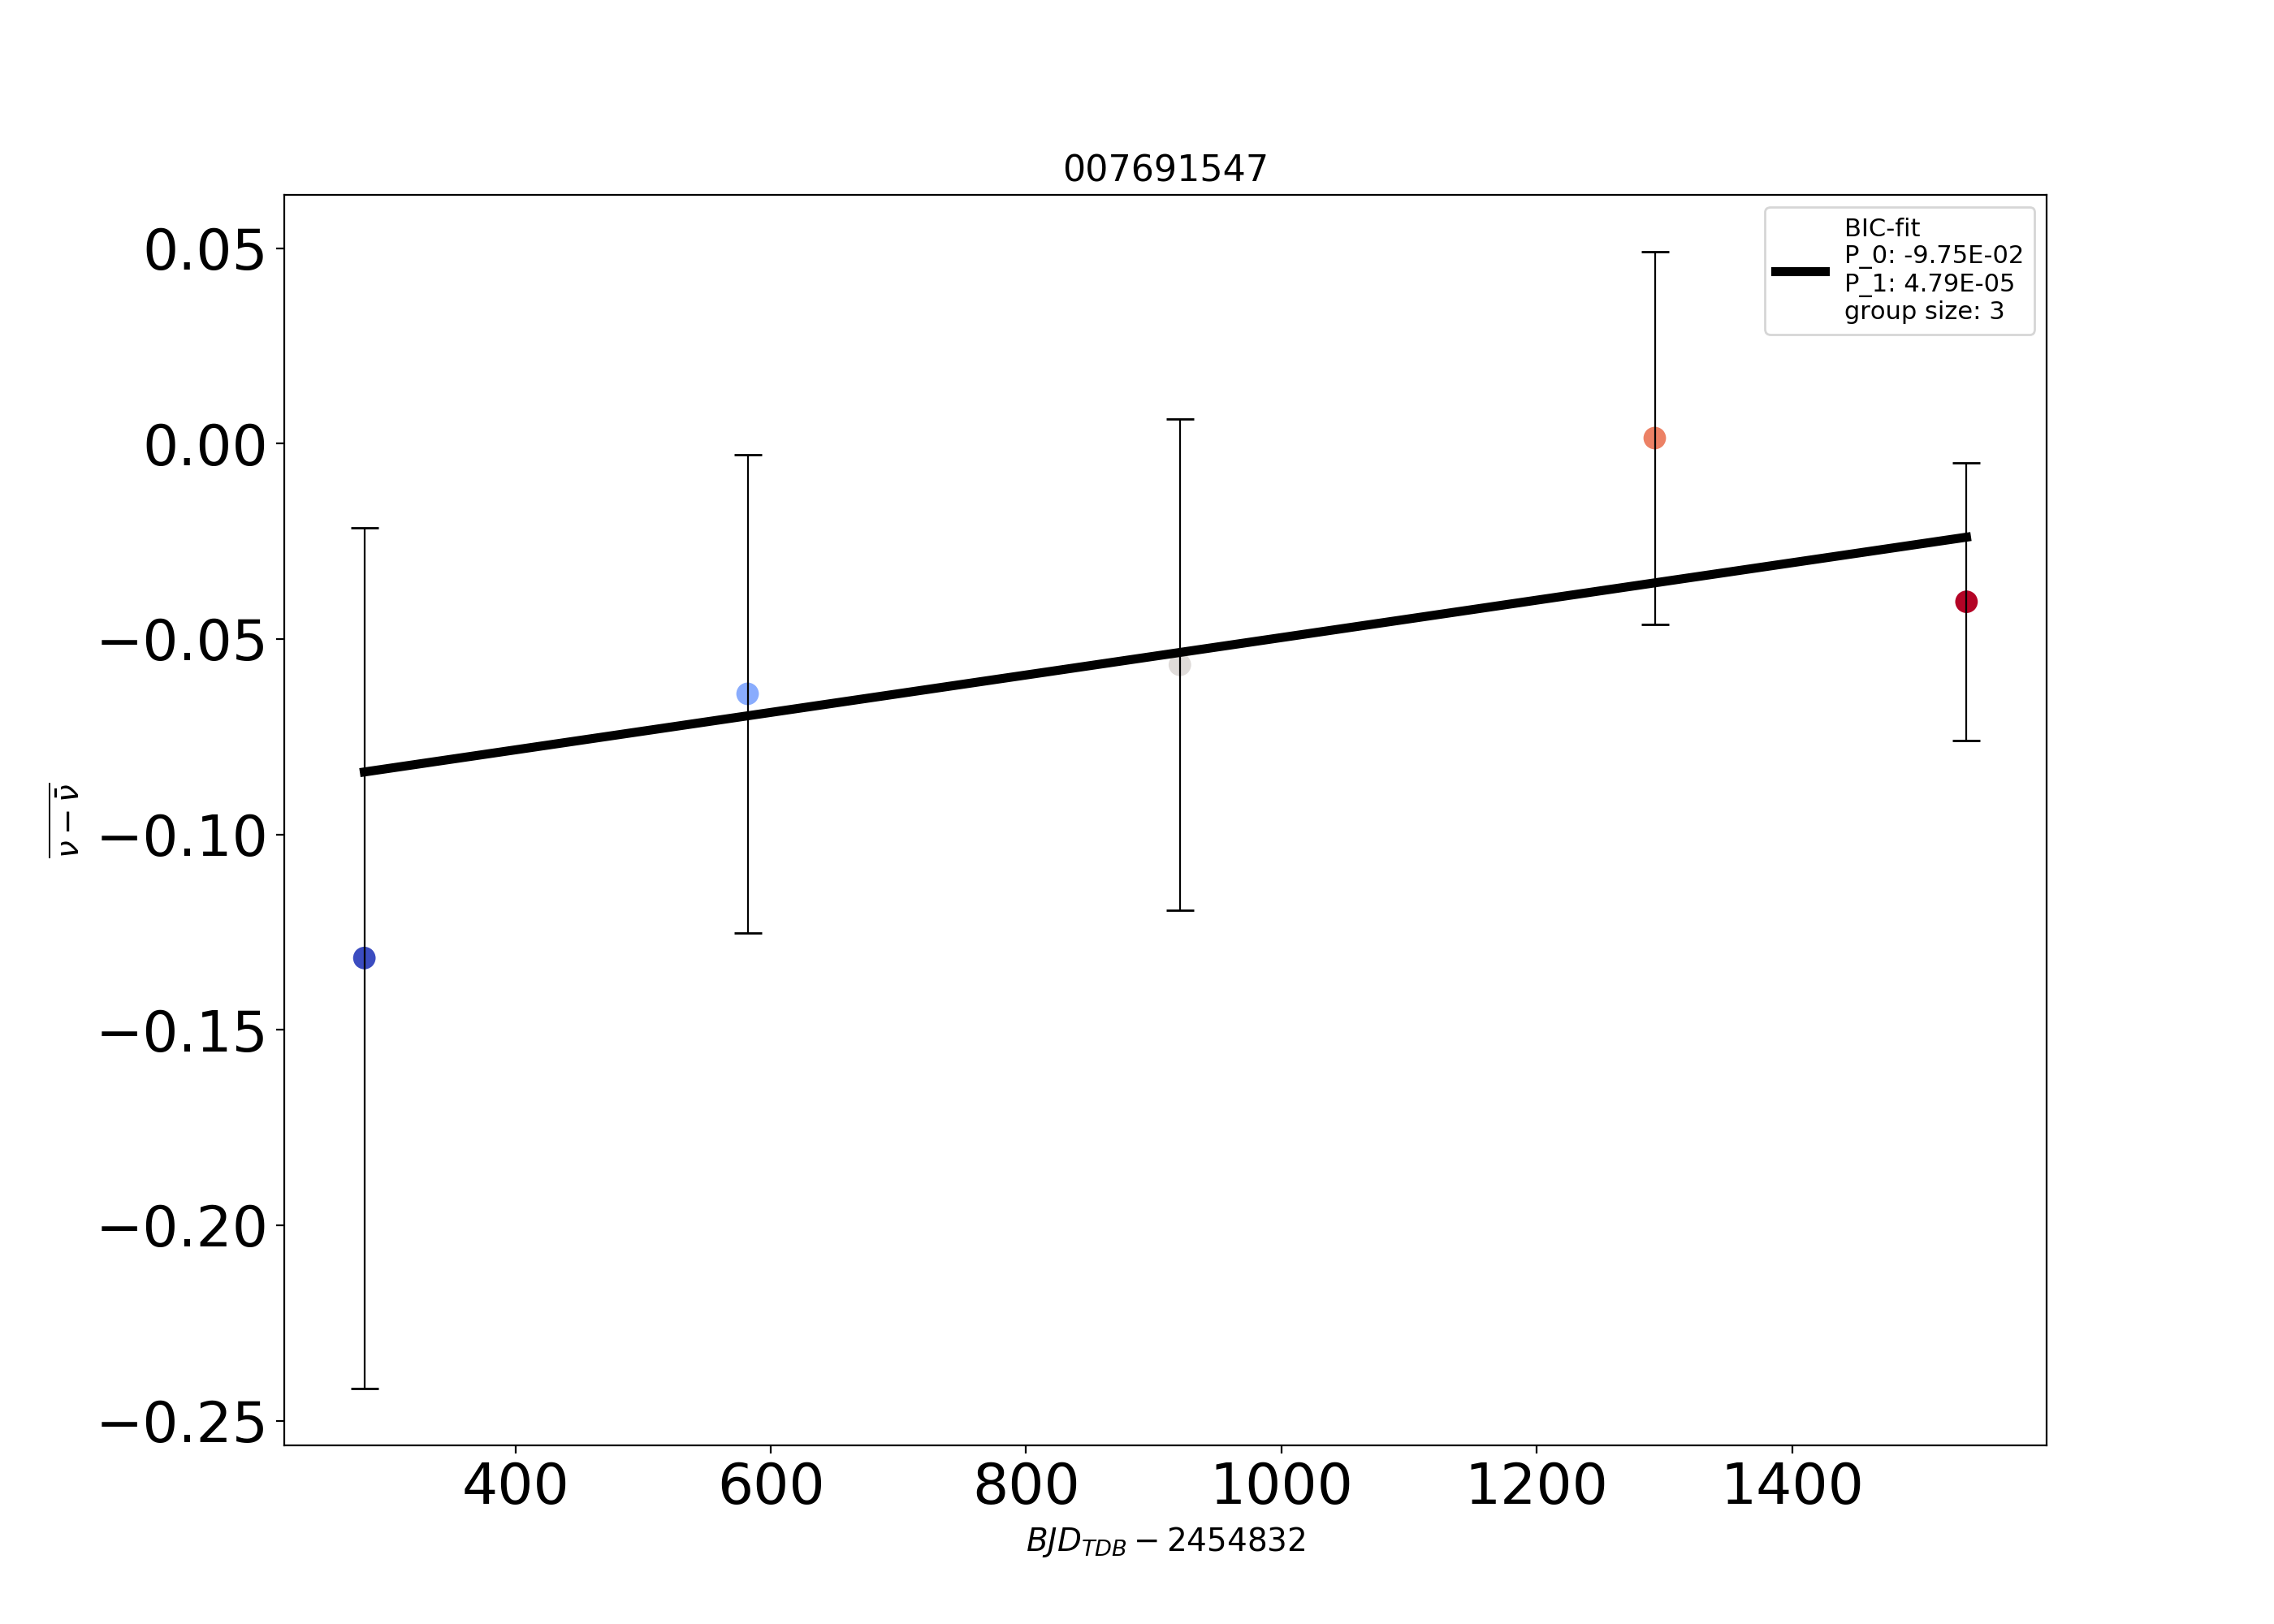 007691547
BIC-fit
P_0: -9.75E-02
P_1: 4.79E-05
group size: 3
0.05
0.00
−0.05
−0.10
−0.15
−0.20
−0.25
ν − ν̄
400
600
800
1000
1200
1400
BJD_TDB − 2454832